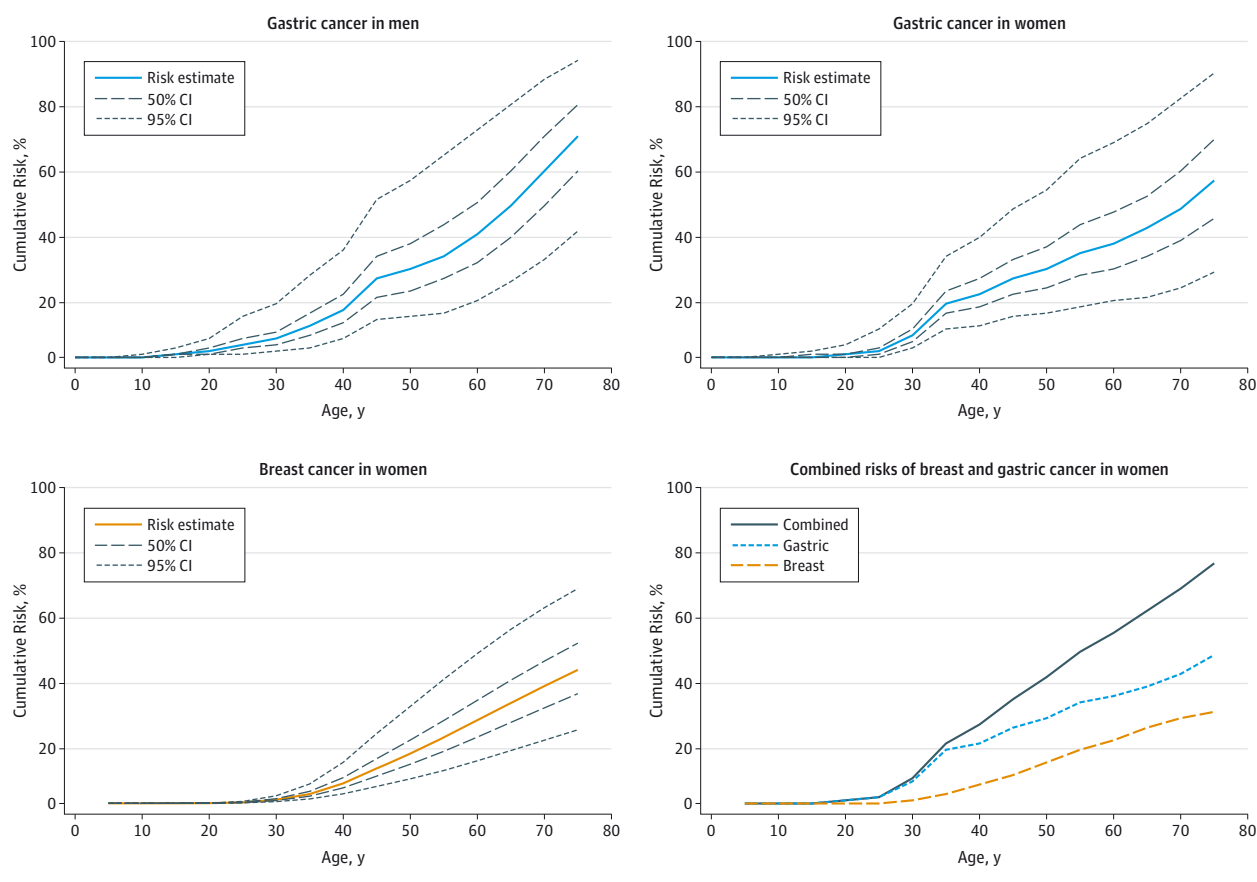 Gastric cancer in men
100
80
60
40
20
0
Cumulative Risk, %
Risk estimate
50% CI
95% CI
0 10 20 30 40 50 60 70 80
Age, y
Gastric cancer in women
100
80
60
40
20
0
Cumulative Risk, %
Risk estimate
50% CI
95% CI
0 10 20 30 40 50 60 70 80
Age, y
Breast cancer in women
100
80
60
40
20
0
Cumulative Risk, %
Risk estimate
50% CI
95% CI
0 10 20 30 40 50 60 70 80
Age, y
Combined risks of breast and gastric cancer in women
100
80
60
40
20
0
Cumulative Risk, %
Combined
Gastric
Breast
0 10 20 30 40 50 60 70 80
Age, y